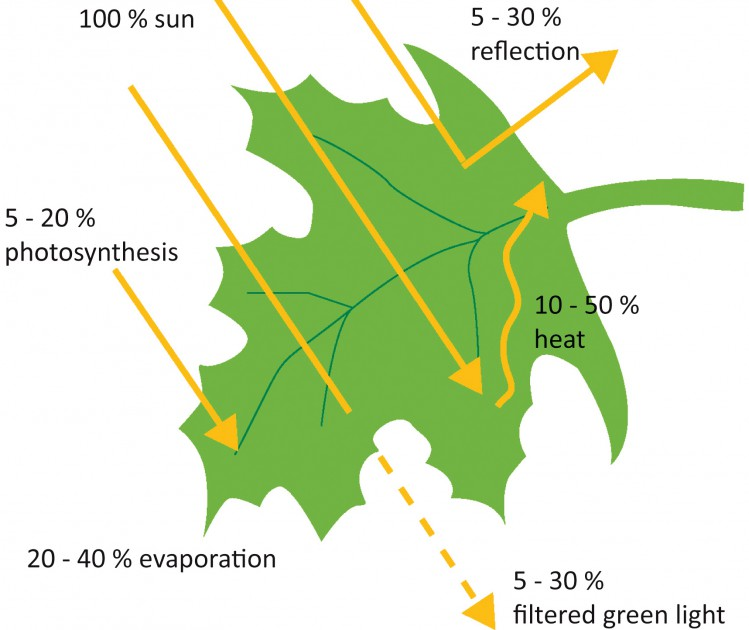 100 % sun
5 - 30 %
reflection
5 - 20 %
photosynthesis
10 - 50 %
heat
20 - 40 % evaporation
5 - 30 %
filtered green light